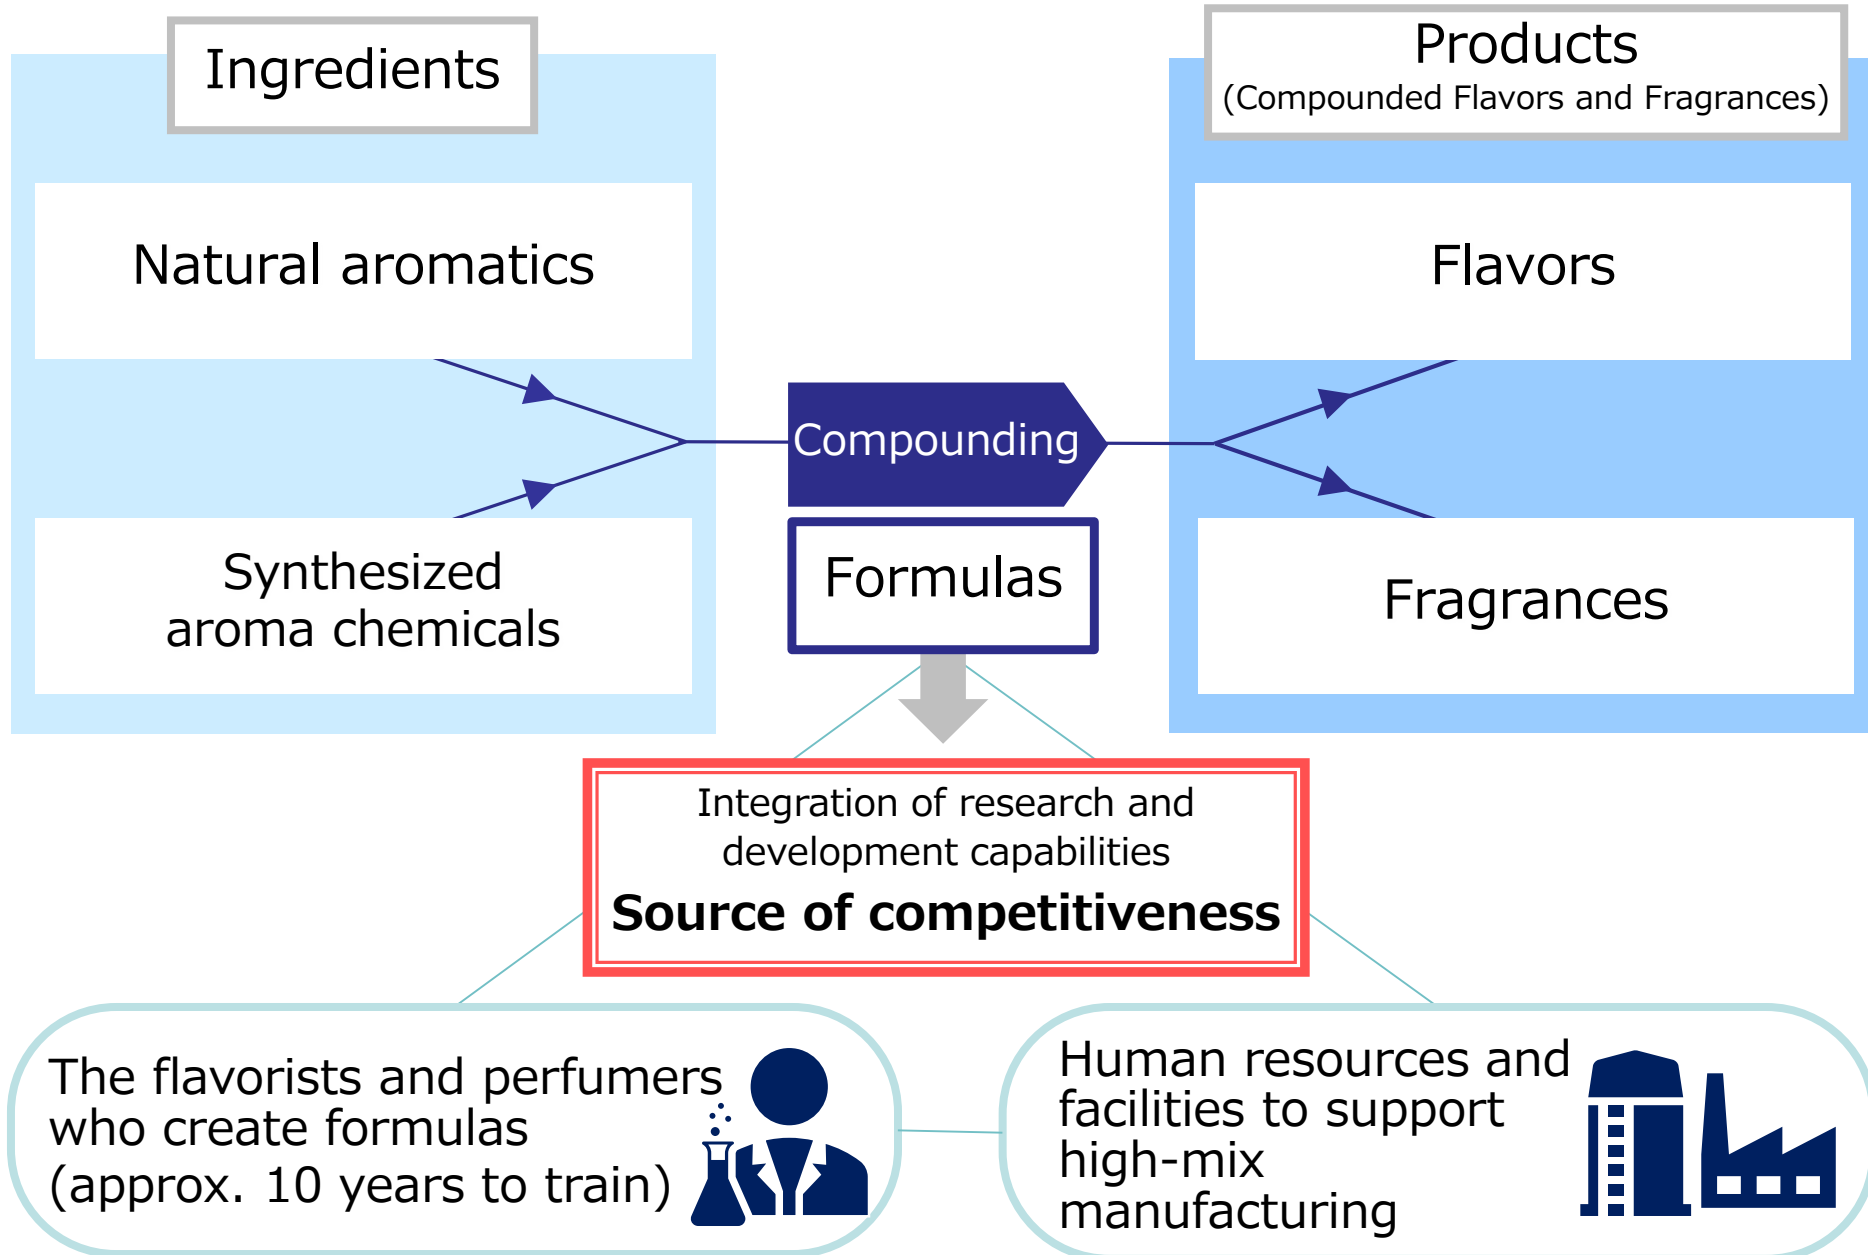 Ingredients
Natural aromatics
Synthesized
aroma chemicals
Compounding
Formulas
Products
(Compounded Flavors and Fragrances)
Flavors
Fragrances
Integration of research and
development capabilities
Source of competitiveness
The flavorists and perfumers
who create formulas
(approx. 10 years to train)
Human resources and
facilities to support
high-mix
manufacturing